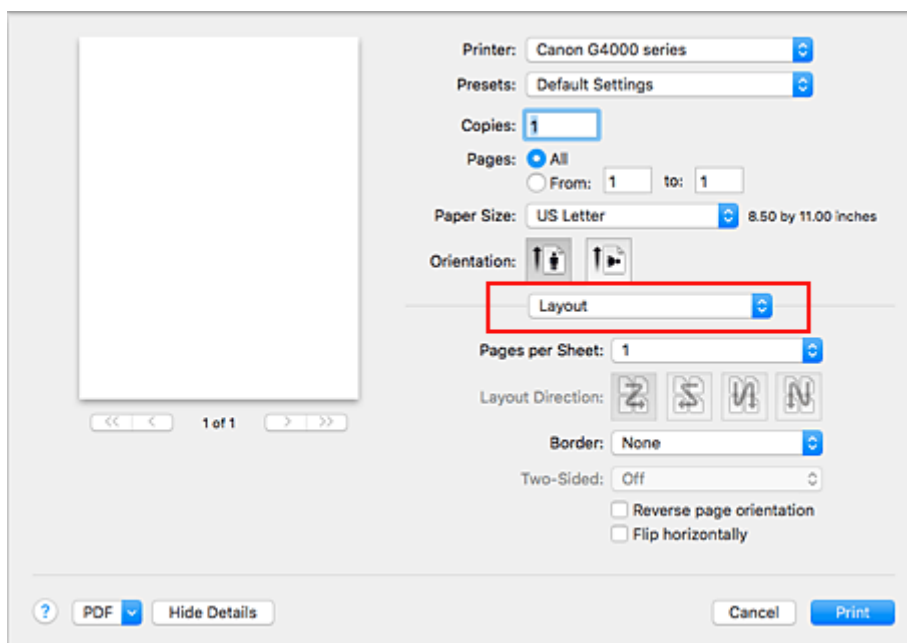 Printer: Canon G4000 series
Presets: Default Settings
Copies: 1
Pages: All
From: 1 to: 1
Paper Size: US Letter 8.50 by 11.00 inches
Orientation:
Layout
Pages per Sheet: 1
Layout Direction:
<< < 1 of 1 > >>
Border: None
Two-Sided: Off
Reverse page orientation
Flip horizontally
? PDF Hide Details Cancel Print